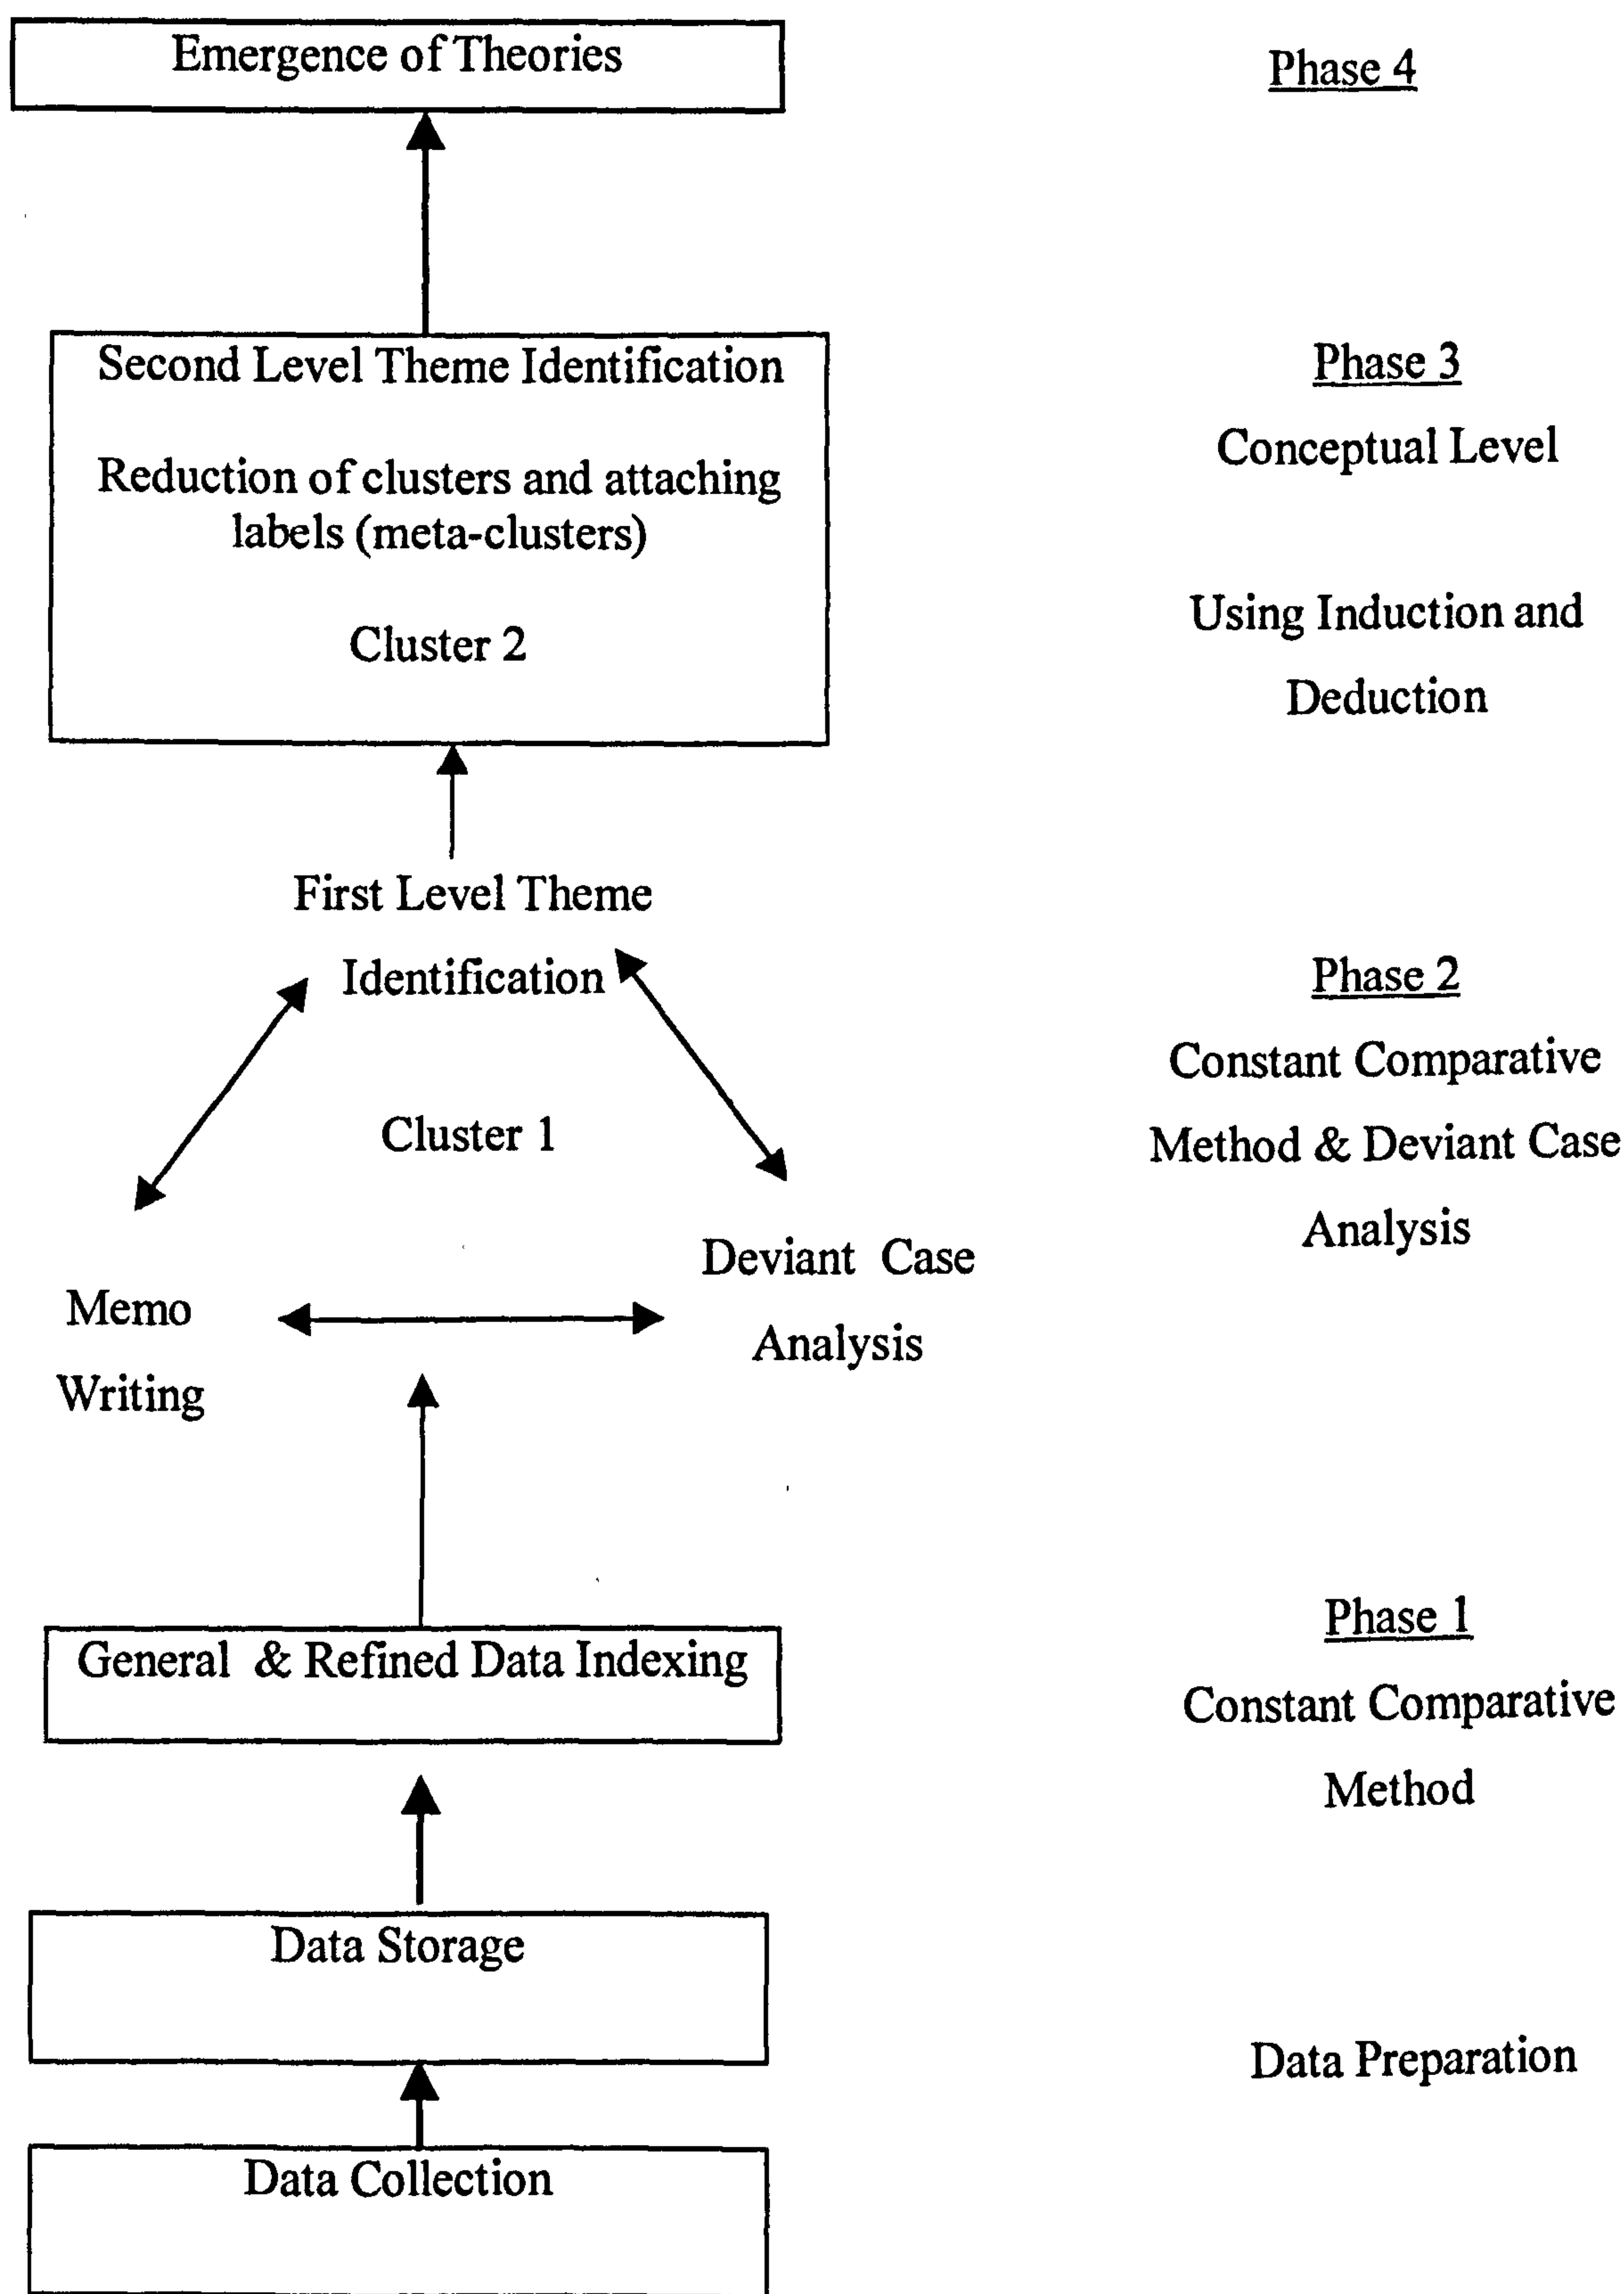 Emergence of Theories
Phase 4
Second Level Theme Identification
Reduction of clusters and attaching
labels (meta-clusters)
Cluster 2
Phase 3
Conceptual Level
Using Induction and
Deduction
First Level Theme
Identification
Cluster 1
Memo
Writing
Deviant Case
Analysis
Phase 2
Constant Comparative
Method & Deviant Case
Analysis
General & Refined Data Indexing
Phase 1
Constant Comparative
Method
Data Storage
Data Preparation
Data Collection